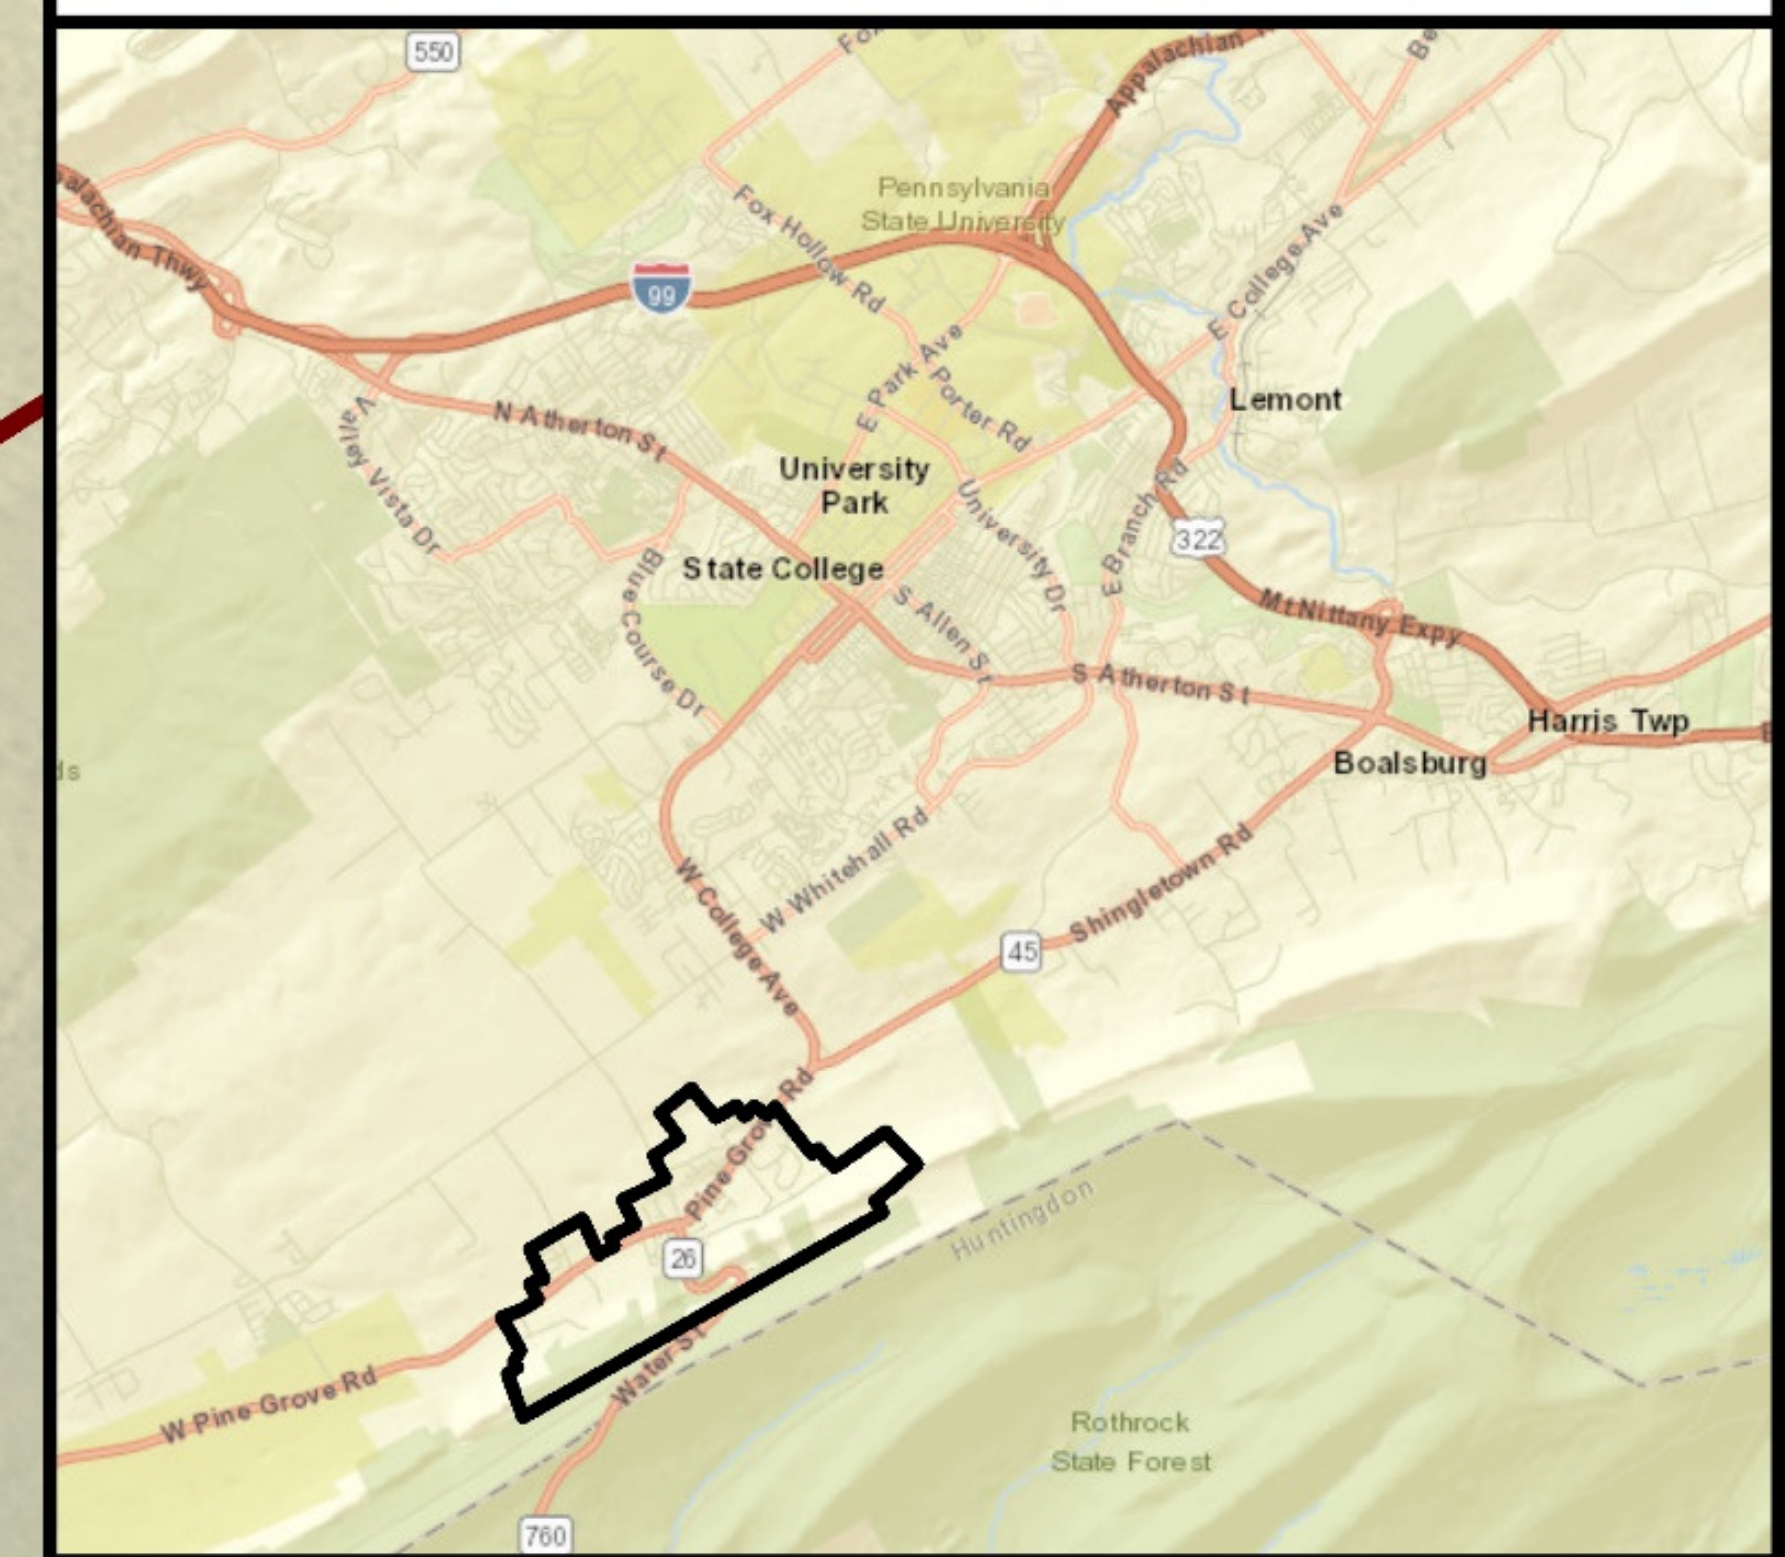 550
Fox
Appalachian T
Be
alachian Thwy
Pennsylvania
State University
Fox Hollow Rd
99
E College Ave
E Park Ave
Porter Rd
Lemont
N Atherton St
Valley Vista Dr
University
Park
University Dr
E Branch Rd
322
State College
Blue Course Dr
S Allen St
Mt Nittany Expy
S Atherton St
Harris Twp
Boalsburg
ds
W Whitehall Rd
W College Ave
Shingletown Rd
45
Pine Grove Rd
26
Huntingdon
Water St
W Pine Grove Rd
Rothrock
State Forest
760